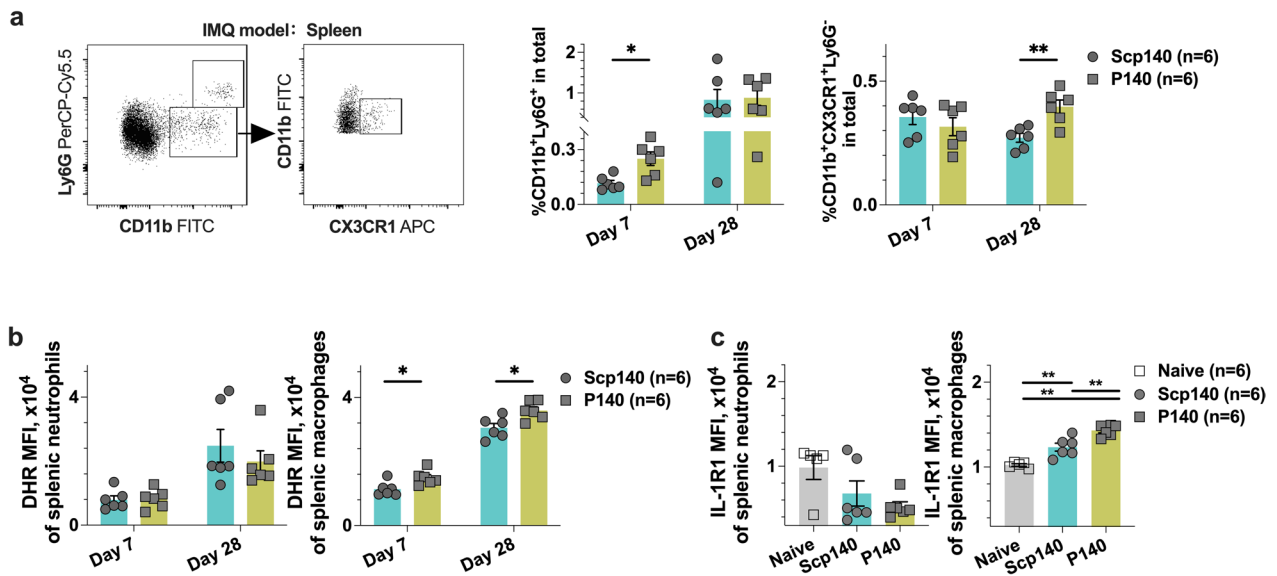 a
IMQ model: Spleen
Ly6G PerCP-Cy5.5
CD11b FITC
CD11b FITC
CX3CR1 APC
%CD11b+Ly6G+ in total
2
1
0.3
0.0
*
Day 7
Day 28
%CD11b+CX3CR1+Ly6G-
in total
0.5
0.0
**
Day 7
Day 28
Scp140 (n=6)
P140 (n=6)
b
DHR MFI, x10⁴
of splenic neutrophils
4
0
Day 7
Day 28
DHR MFI, x10⁴
of splenic macrophages
4
0
*
*
Day 7
Day 28
Scp140 (n=6)
P140 (n=6)
c
IL-1R1 MFI, x10⁴
of splenic neutrophils
2
1
Naive
Scp140
P140
IL-1R1 MFI, x10⁴
of splenic macrophages
2
1
**
**
**
Naive
Scp140
P140
Naive (n=6)
Scp140 (n=6)
P140 (n=6)